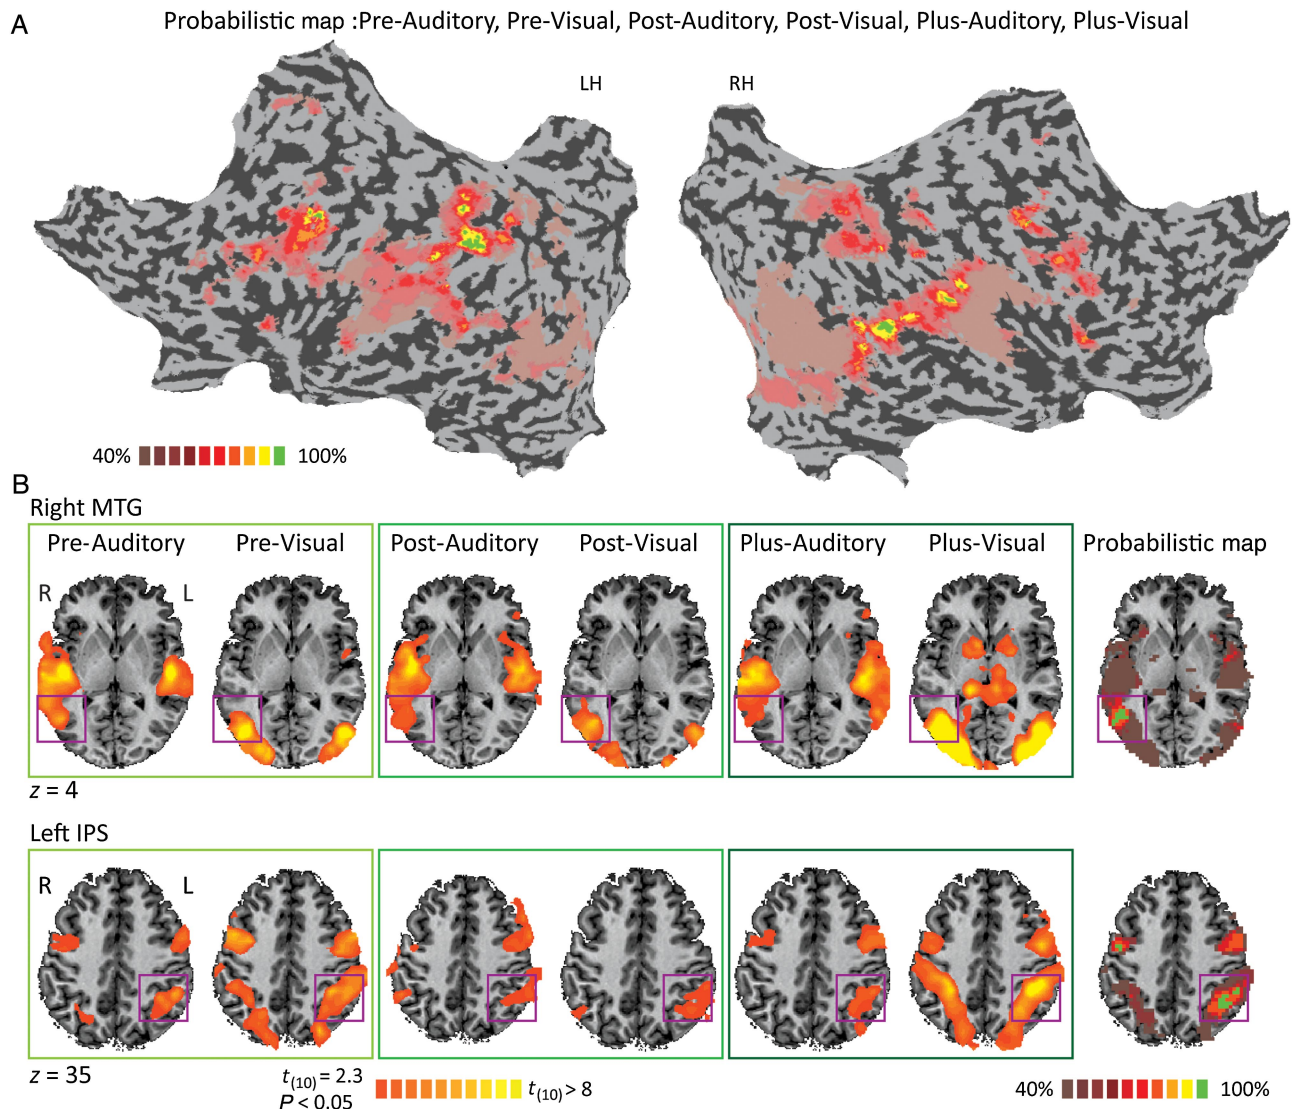 A
Probabilistic map :Pre-Auditory, Pre-Visual, Post-Auditory, Post-Visual, Plus-Auditory, Plus-Visual
LH RH
40% 100%
B
Right MTG
Pre-Auditory Pre-Visual Post-Auditory Post-Visual Plus-Auditory Plus-Visual Probabilistic map
R L
z = 4
Left IPS
R L
z = 35
t(10) = 2.3
P < 0.05
t(10) > 8
40% 100%